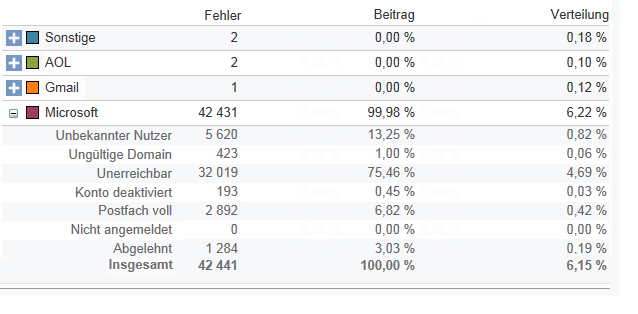 Fehler Beitrag Verteilung
Sonstige 2 0,00 % 0,18 %
AOL 2 0,00 % 0,10 %
Gmail 1 0,00 % 0,12 %
Microsoft 42 431 99,98 % 6,22 %
Unbekannter Nutzer 5 620 13,25 % 0,82 %
Ungültige Domain 423 1,00 % 0,06 %
Unerreichbar 32 019 75,46 % 4,69 %
Konto deaktiviert 193 0,45 % 0,03 %
Postfach voll 2 892 6,82 % 0,42 %
Nicht angemeldet 0 0,00 % 0,00 %
Abgelehnt 1 284 3,03 % 0,19 %
Insgesamt 42 441 100,00 % 6,15 %